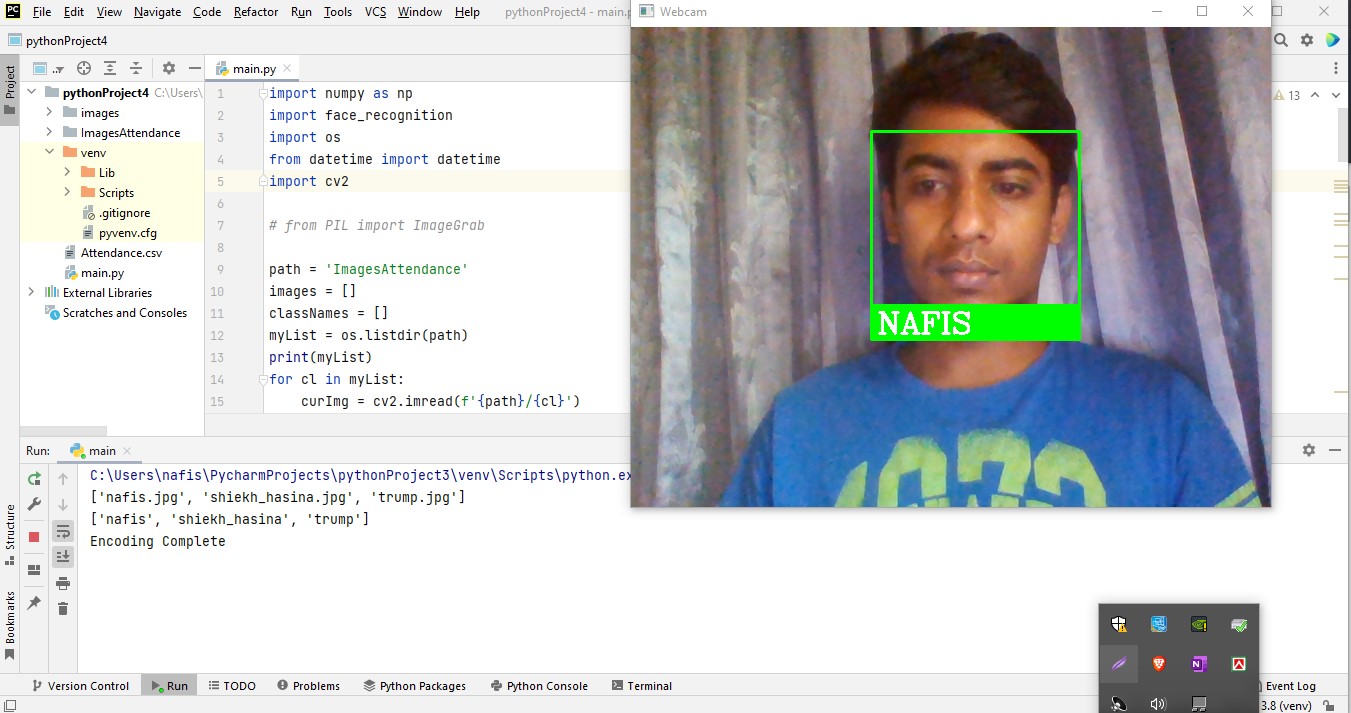 PC File Edit View Navigate Code Refactor Run Tools VCS Window Help pythonProject4 - main.p
Webcam
pythonProject4
Project
main.py
pythonProject4 C:\Users\
images
ImagesAttendance
venv
Lib
Scripts
.gitignore
pyvenv.cfg
Attendance.csv
main.py
External Libraries
Scratches and Consoles
13
1 import numpy as np
2 import face_recognition
3 import os
4 from datetime import datetime
5 import cv2
6
7 # from PIL import ImageGrab
8
9 path = 'ImagesAttendance'
10 images = []
11 classNames = []
12 myList = os.listdir(path)
13 print(myList)
14 for cl in myList:
15 curImg = cv2.imread(f'{path}/{cl}')
NAFIS
Run: main
C:\Users\nafis\PycharmProjects\pythonProject3\venv\Scripts\python.ex
['nafis.jpg', 'shiekh_hasina.jpg', 'trump.jpg']
['nafis', 'shiekh_hasina', 'trump']
Encoding Complete
Structure
Bookmarks
N
Version Control Run TODO Problems Python Packages Python Console Terminal Event Log
3.8 (venv)